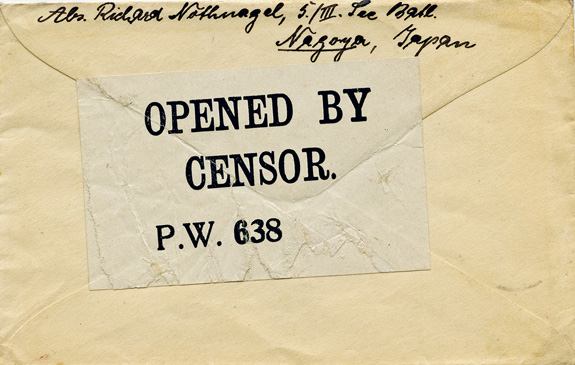 Abs. Richard Nöthnagel, 5/III. See Batl.
Nagoya, Japan
OPENED BY
CENSOR.
P.W. 638